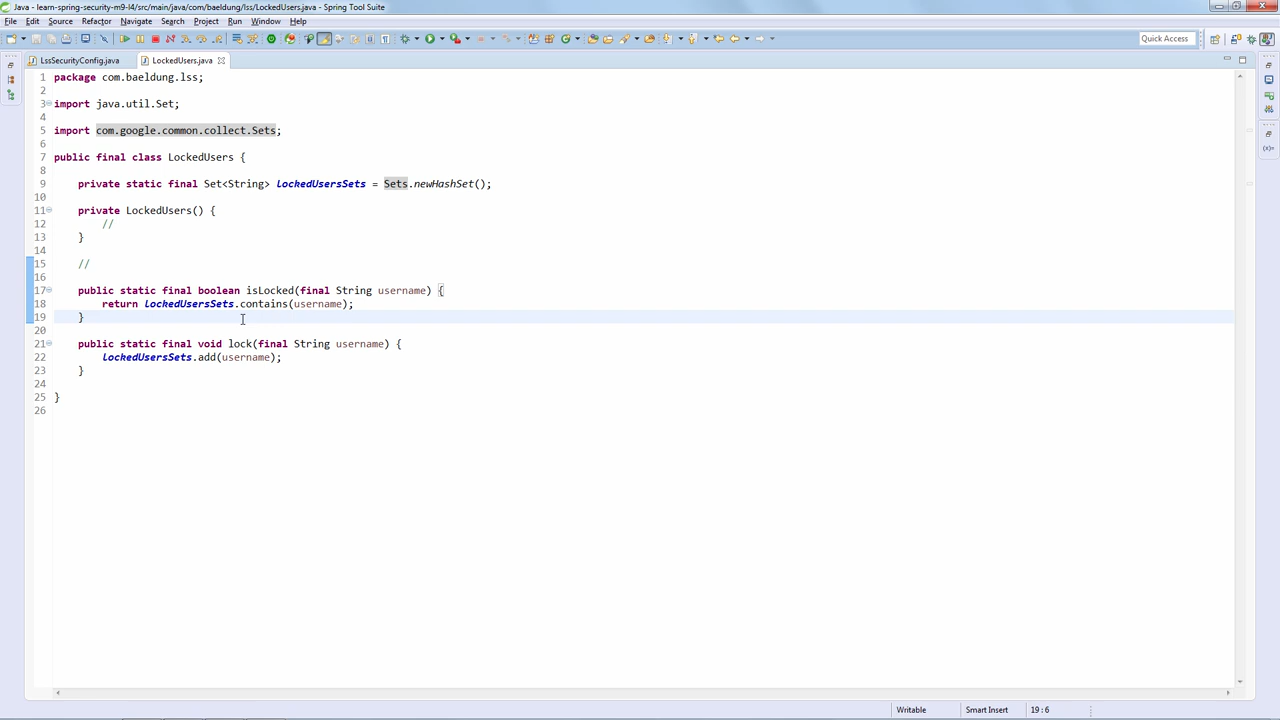 Java - learn-spring-security-m9-l4/src/main/java/com/baeldung/lss/LockedUsers.java - Spring Tool Suite
File Edit Source Refactor Navigate Search Project Run Window Help
Quick Access
LssSecurityConfig.java LockedUsers.java
1 package com.baeldung.lss;
2
3 import java.util.Set;
4
5 import com.google.common.collect.Sets;
6
7 public final class LockedUsers {
8
9 private static final Set<String> lockedUsersSets = Sets.newHashSet();
10
11 private LockedUsers() {
12 //
13 }
14
15 //
16
17 public static final boolean isLocked(final String username) {
18 return lockedUsersSets.contains(username);
19 }
20
21 public static final void lock(final String username) {
22 lockedUsersSets.add(username);
23 }
24
25 }
26
Writable Smart Insert 19 : 6